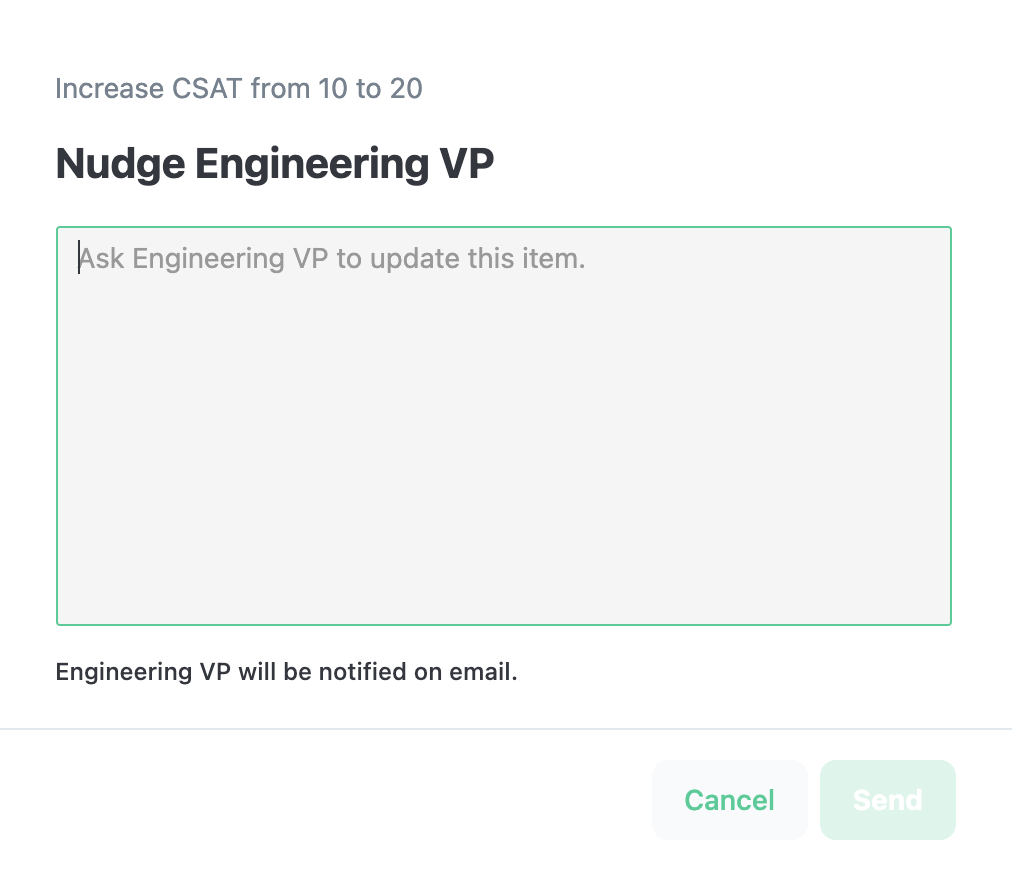 Increase CSAT from 10 to 20
Nudge Engineering VP
Ask Engineering VP to update this item.
Engineering VP will be notified on email.
Cancel
Send